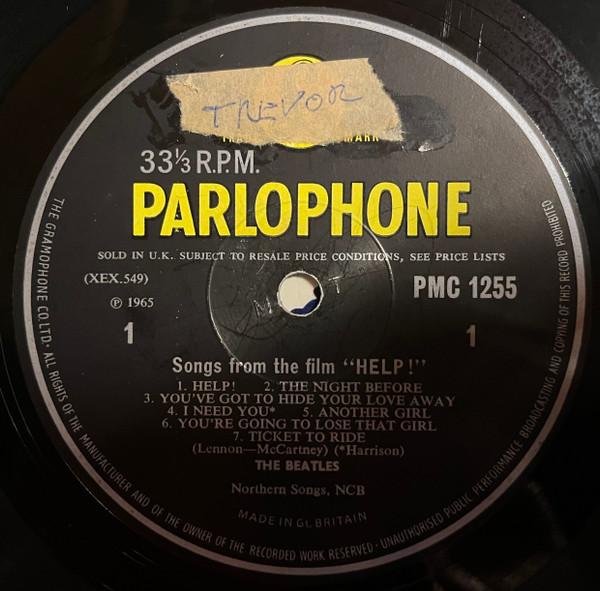 TREVOR
TRA MARK
33⅓ R.P.M.
PARLOPHONE
SOLD IN U.K. SUBJECT TO RESALE PRICE CONDITIONS, SEE PRICE LISTS
(XEX.549)
PMC 1255
℗ 1965
1
1
Songs from the film “HELP!”
1. HELP! 2. THE NIGHT BEFORE
3. YOU'VE GOT TO HIDE YOUR LOVE AWAY
4. I NEED YOU* 5. ANOTHER GIRL
6. YOU'RE GOING TO LOSE THAT GIRL
7. TICKET TO RIDE
(Lennon—McCartney) (*Harrison)
THE BEATLES
Northern Songs, NCB
MADE IN Gt. BRITAIN
THE GRAMOPHONE CO. LTD· ALL RIGHTS OF THE MANUFACTURER AND OF THE OWNER OF THE RECORDED WORK RESERVED · UNAUTHORISED PUBLIC PERFORMANCE BROADCASTING AND COPYING OF THIS RECORD PROHIBITED